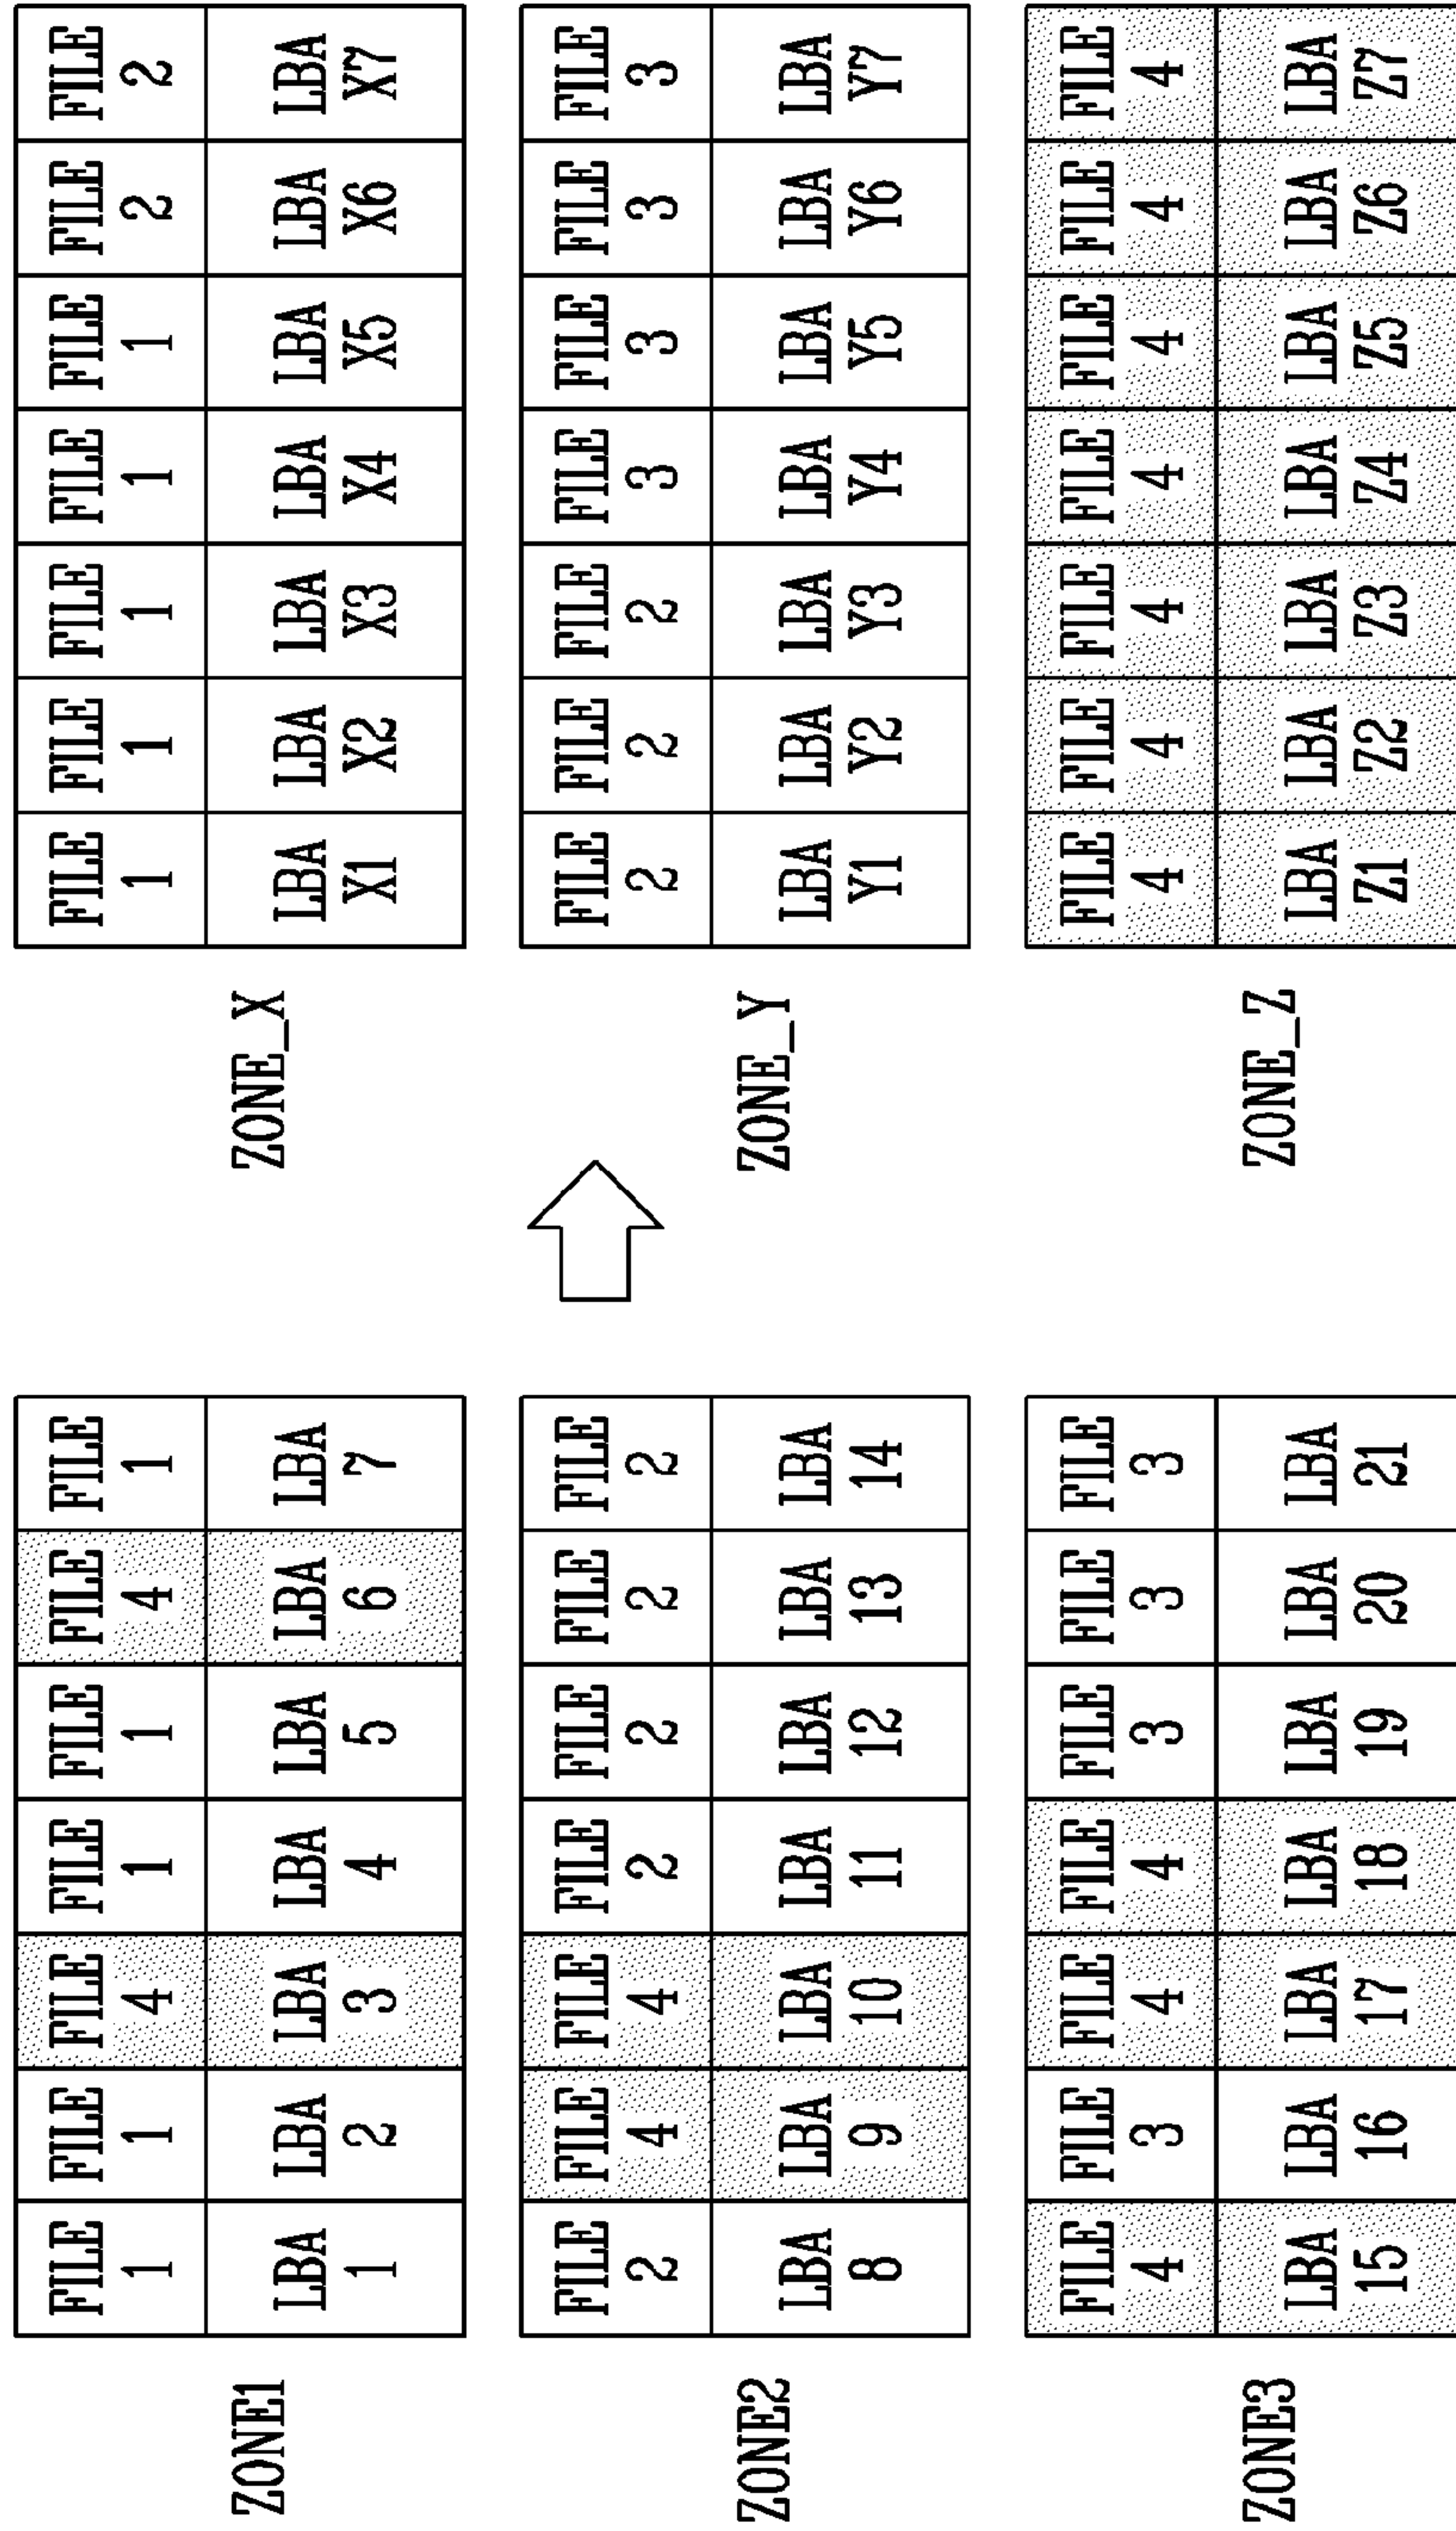 ZONE1
FILE FILE FILE FILE FILE FILE FILE
1 1 4 1 1 4 1
LBA LBA LBA LBA LBA LBA LBA
1 2 3 4 5 6 7
ZONE2
FILE FILE FILE FILE FILE FILE FILE
2 4 4 2 2 2 2
LBA LBA LBA LBA LBA LBA LBA
8 9 10 11 12 13 14
ZONE3
FILE FILE FILE FILE FILE FILE FILE
4 3 4 4 3 3 3
LBA LBA LBA LBA LBA LBA LBA
15 16 17 18 19 20 21
ZONE_X
FILE FILE FILE FILE FILE FILE FILE
1 1 1 1 1 2 2
LBA LBA LBA LBA LBA LBA LBA
X1 X2 X3 X4 X5 X6 X7
ZONE_Y
FILE FILE FILE FILE FILE FILE FILE
2 2 2 3 3 3 3
LBA LBA LBA LBA LBA LBA LBA
Y1 Y2 Y3 Y4 Y5 Y6 Y7
ZONE_Z
FILE FILE FILE FILE FILE FILE FILE
4 4 4 4 4 4 4
LBA LBA LBA LBA LBA LBA LBA
Z1 Z2 Z3 Z4 Z5 Z6 Z7